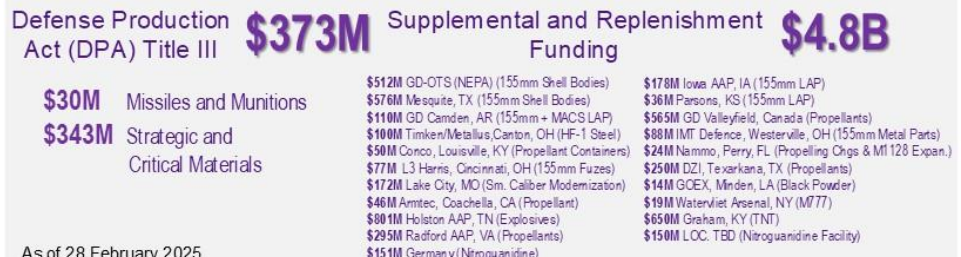 Defense Production
Act (DPA) Title III
$373M
$30M Missiles and Munitions
$343M Strategic and
Critical Materials
As of 28 February 2025
Supplemental and Replenishment
Funding
$4.8B
$512M GD-OTS (NEPA) (155mm Shell Bodies)
$576M Mesquite, TX (155mm Shell Bodies)
$110M GD Camden, AR (155mm + MACS LAP)
$100M Timken/Metallus,Canton, OH (HF-1 Steel)
$50M Conco, Louisville, KY (Propellant Containers)
$77M L3 Harris, Cincinnati, OH (155mm Fuzes)
$172M Lake City, MO (Sm. Caliber Modernization)
$46M Armtec, Coachella, CA (Propellant)
$801M Holston AAP, TN (Explosives)
$295M Radford AAP, VA (Propellants)
$151M Germany (Nitroguanidine)
$178M Iowa AAP, IA (155mm LAP)
$36M Parsons, KS (155mm LAP)
$565M GD Valleyfield, Canada (Propellants)
$88M IMT Defence, Westerville, OH (155mm Metal Parts)
$24M Nammo, Perry, FL (Propelling Chgs & M1128 Expan.)
$250M DZI, Texarkana, TX (Propellants)
$14M GOEX, Minden, LA (Black Powder)
$19M Watervliet Arsenal, NY (M777)
$650M Graham, KY (TNT)
$150M LOC. TBD (Nitroguanidine Facility)